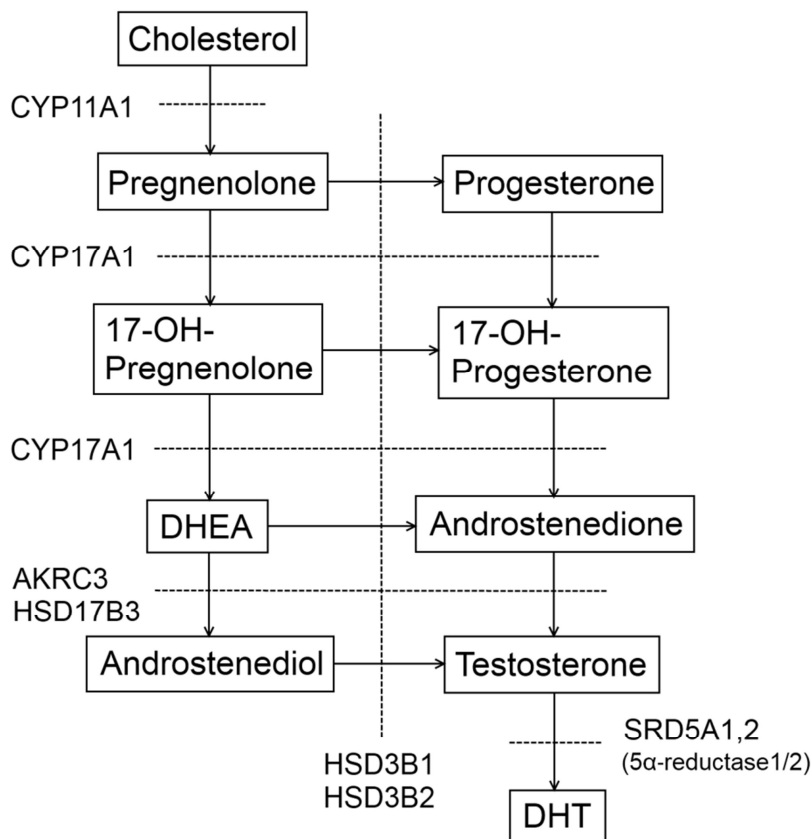 Cholesterol
CYP11A1
Pregnenolone
Progesterone
CYP17A1
17-OH-
Pregnenolone
17-OH-
Progesterone
CYP17A1
DHEA
Androstenedione
AKRC3
HSD17B3
Androstenediol
Testosterone
HSD3B1
HSD3B2
SRD5A1,2
(5α-reductase1/2)
DHT